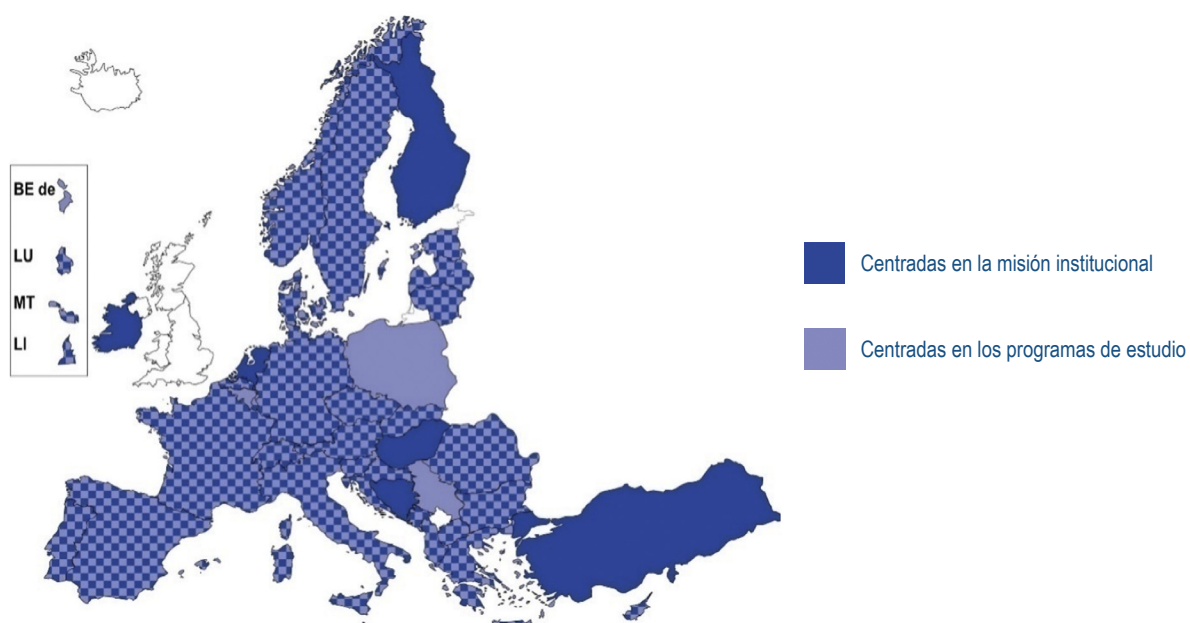 BE de
LU
MT
LI
Centradas en la misión institucional
Centradas en los programas de estudio